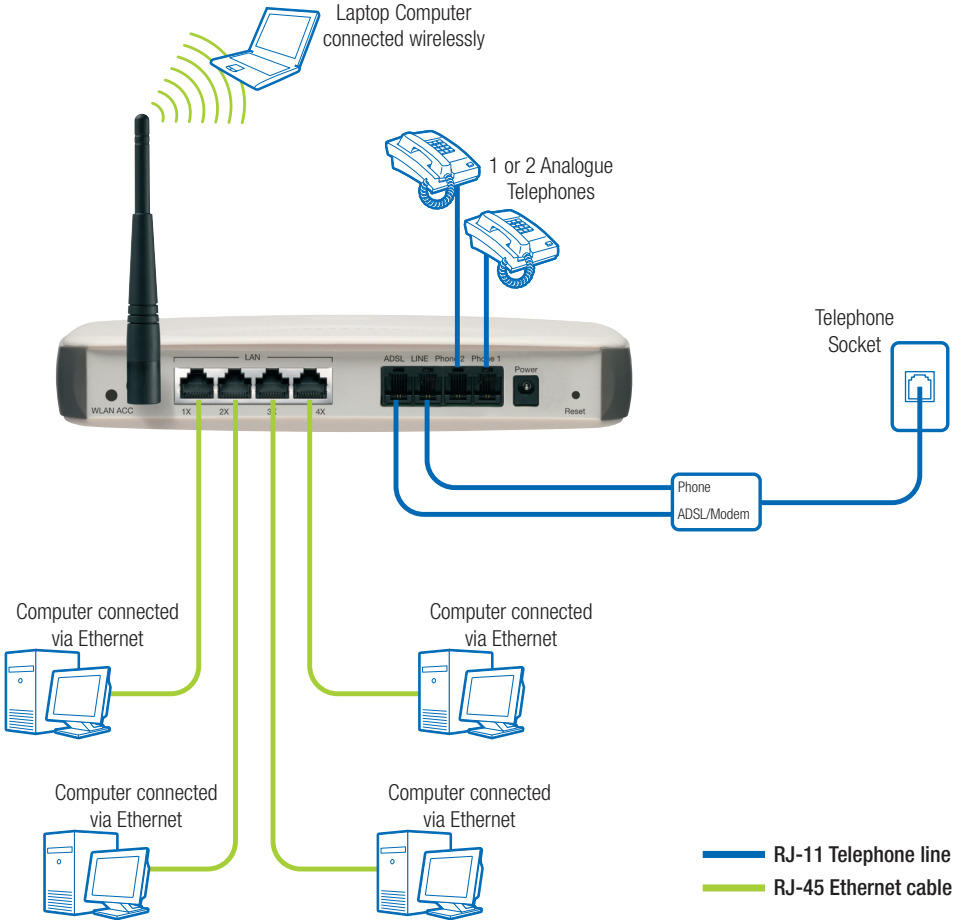 Laptop Computer
connected wirelessly
1 or 2 Analogue
Telephones
Telephone
Socket
LAN
ADSL LINE Phone 2 Phone 1
Power
WLAN ACC
1X 2X 3X 4X
Reset
Phone
ADSL/Modem
Computer connected
via Ethernet
Computer connected
via Ethernet
Computer connected
via Ethernet
Computer connected
via Ethernet
RJ-11 Telephone line
RJ-45 Ethernet cable